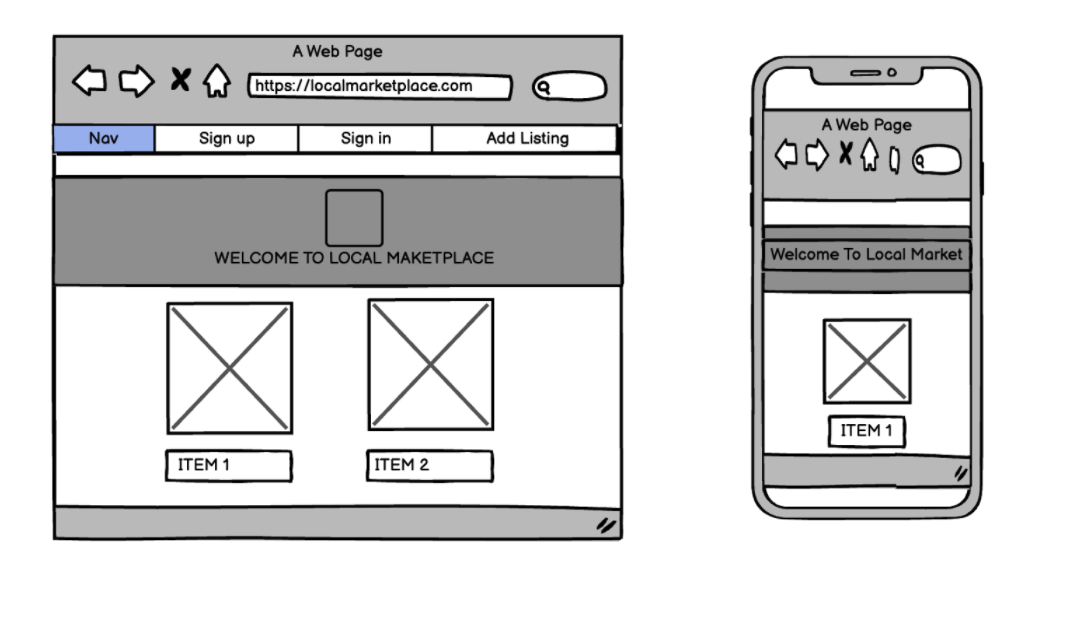 A Web Page
https://localmarketplace.com
Nav Sign up Sign in Add Listing
WELCOME TO LOCAL MAKETPLACE
ITEM 1 ITEM 2
A Web Page
Welcome To Local Market
ITEM 1